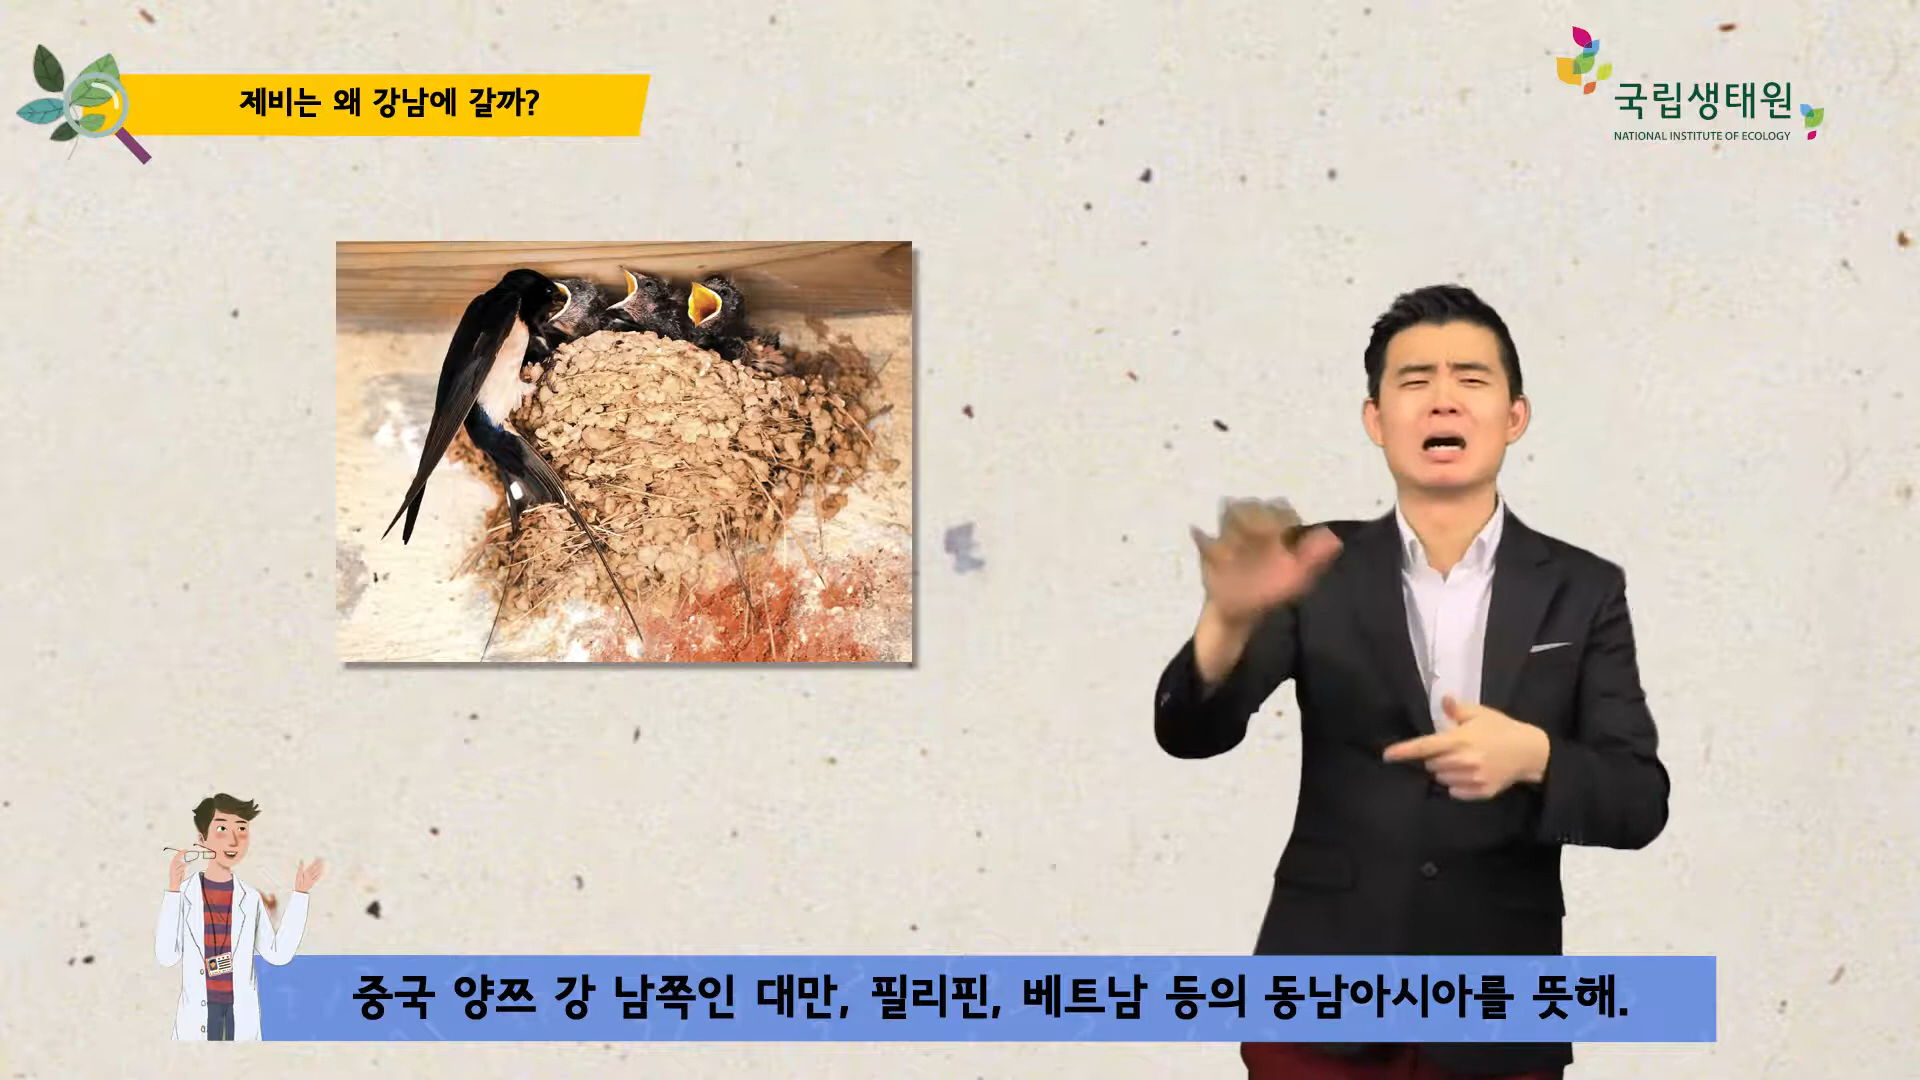 제비는 왜 강남에 갈까?
국립생태원
NATIONAL INSTITUTE OF ECOLOGY
중국 양쯔 강 남쪽인 대만, 필리핀, 베트남 등의 동남아시아를 뜻해.